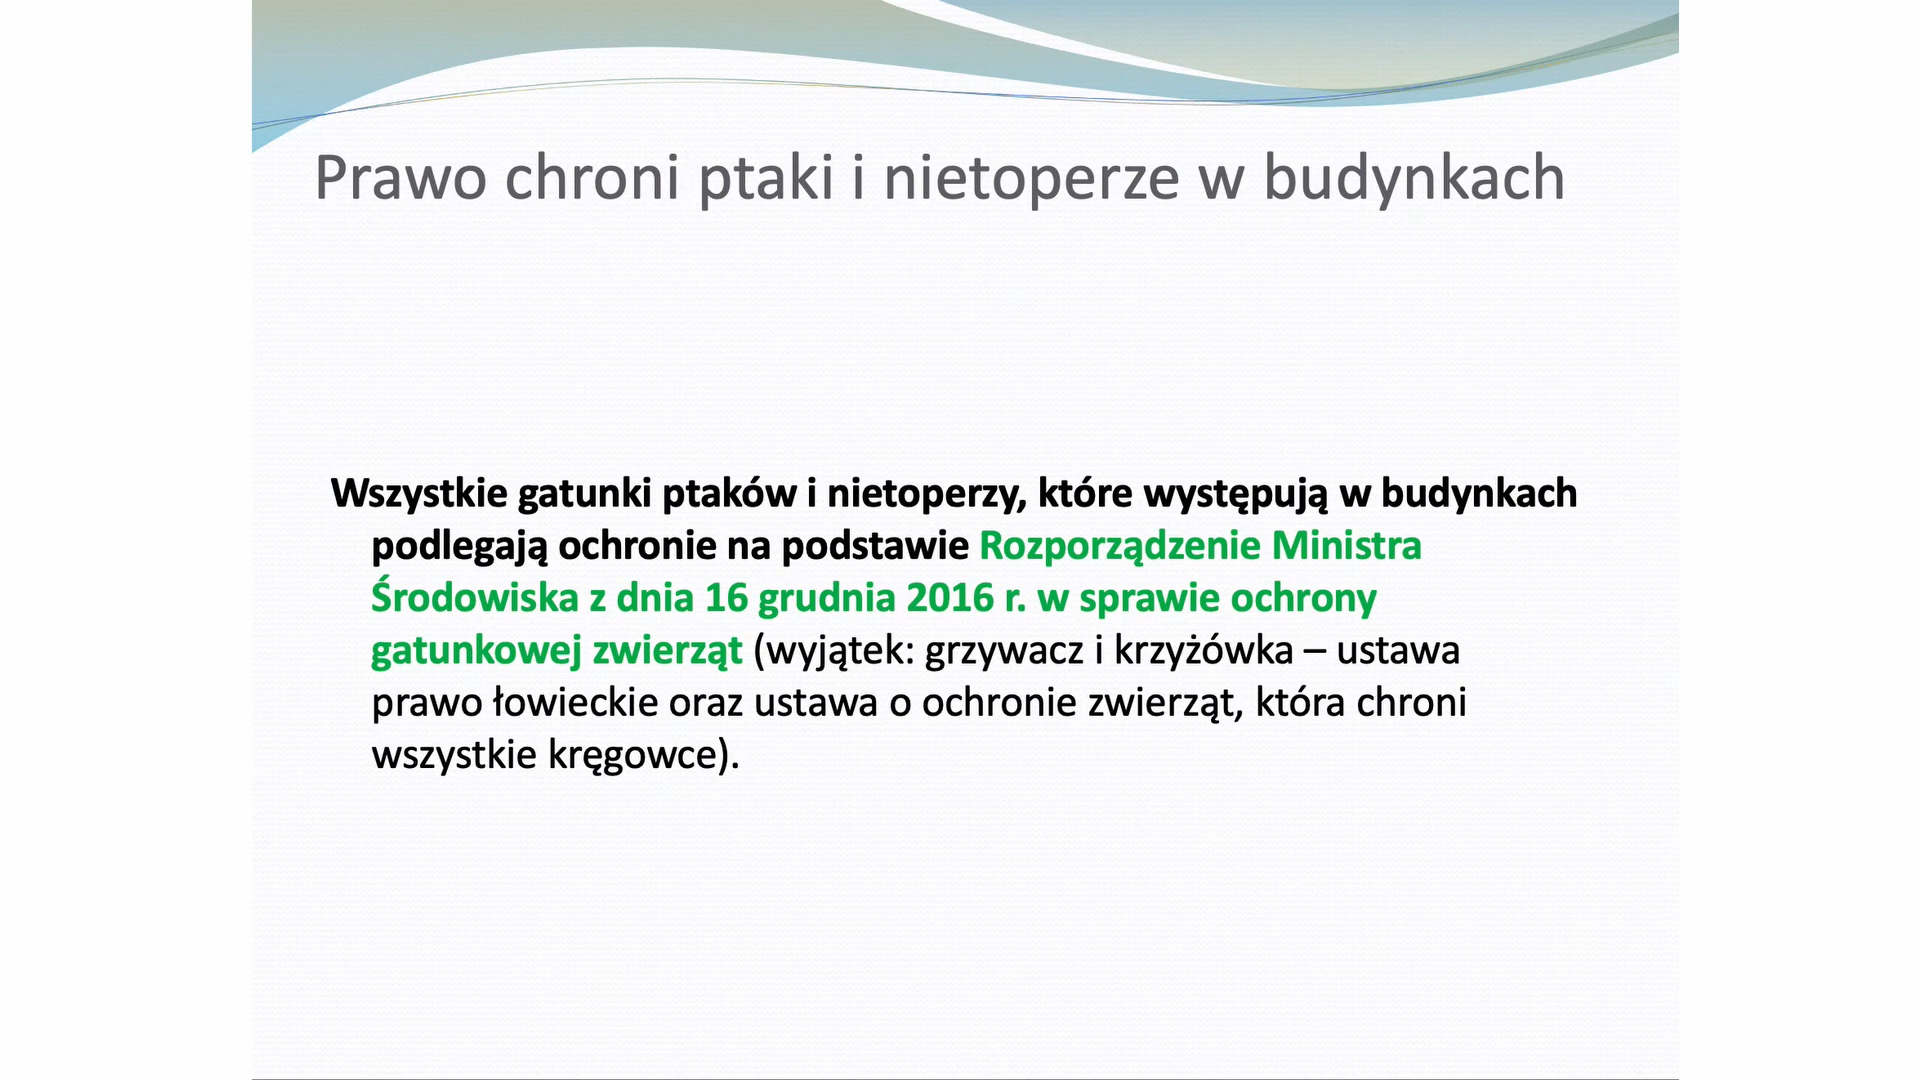 Prawo chroni ptaki i nietoperze w budynkach
Wszystkie gatunki ptaków i nietoperzy, które występują w budynkach
podlegają ochronie na podstawie Rozporządzenie Ministra
Środowiska z dnia 16 grudnia 2016 r. w sprawie ochrony
gatunkowej zwierząt (wyjątek: grzywacz i krzyżówka – ustawa
prawo łowieckie oraz ustawa o ochronie zwierząt, która chroni
wszystkie kręgowce).